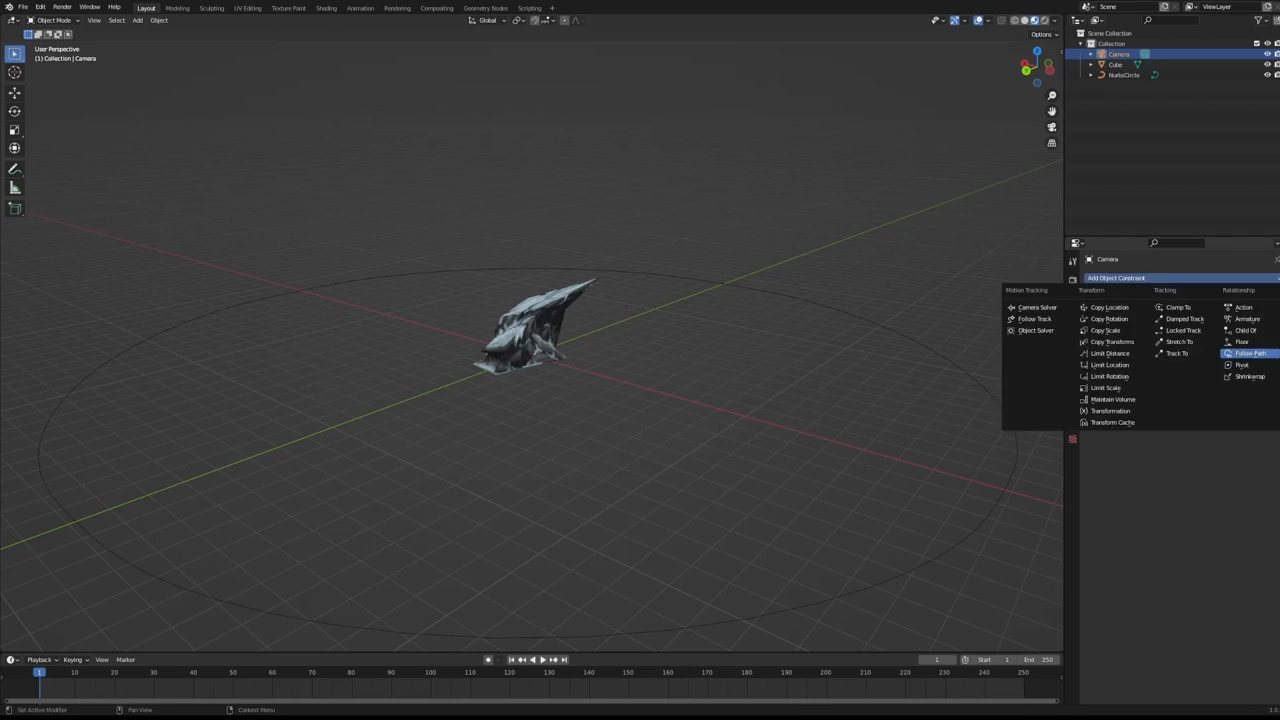 File Edit Render Window Help Layout Modeling Sculpting UV Editing Texture Paint Shading Animation Rendering Compositing Geometry Nodes Scripting + Scene ViewLayer
Object Mode View Select Add Object Global
Options
User Perspective
(1) Collection | Camera
Z
X
Y
Scene Collection
Collection
Camera
Cube
NurbsCircle
Camera
Add Object Constraint
Motion Tracking Transform Tracking Relationship
Camera Solver Copy Location Clamp To Action
Follow Track Copy Rotation Damped Track Armature
Object Solver Copy Scale Locked Track Child Of
Copy Transforms Stretch To Floor
Limit Distance Track To Follow Path
Limit Location Pivot
Limit Rotation Shrinkwrap
Limit Scale
Maintain Volume
Transformation
Transform Cache
Playback Keying View Marker 1 Start 1 End 250
1 10 20 30 40 50 60 70 80 90 100 110 120 130 140 150 160 170 180 190 200 210 220 230 240 250
Set Active Modifier Pan View Context Menu